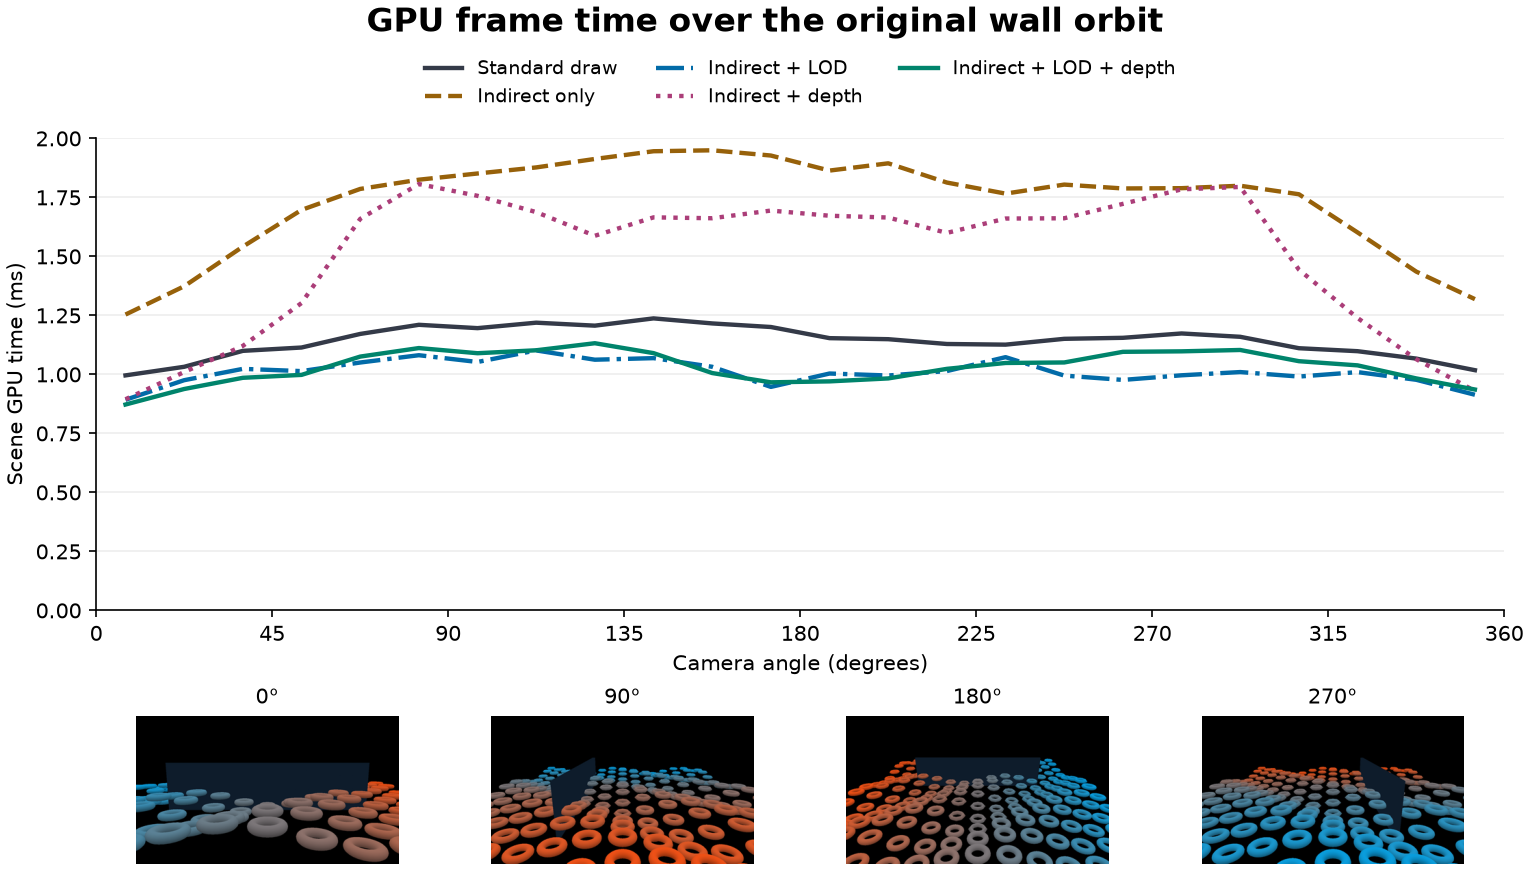 GPU frame time over the original wall orbit
Standard draw
Indirect + LOD
Indirect + LOD + depth
Indirect only
Indirect + depth
2.00
1.75
1.50
1.25
1.00
0.75
0.50
0.25
0.00
Scene GPU time (ms)
0 45 90 135 180 225 270 315 360
Camera angle (degrees)
0° 90° 180° 270°